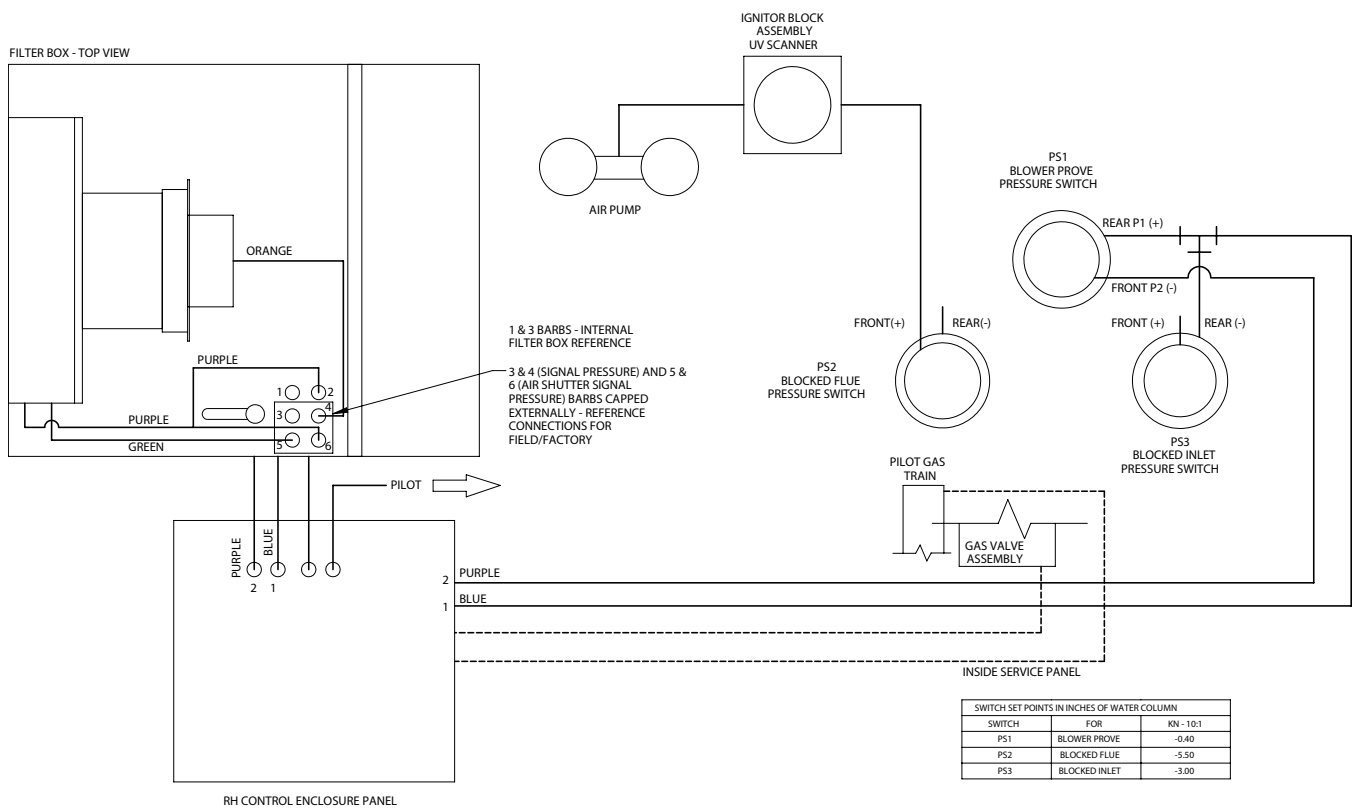 IGNITOR BLOCK
ASSEMBLY
UV SCANNER
FILTER BOX - TOP VIEW
AIR PUMP
PS1
BLOWER PROVE
PRESSURE SWITCH
REAR P1 (+)
ORANGE
FRONT P2 (-)
1 & 3 BARBS - INTERNAL
FILTER BOX REFERENCE
3 & 4 (SIGNAL PRESSURE) AND 5 &
6 (AIR SHUTTER SIGNAL
PRESSURE) BARBS CAPPED
EXTERNALLY - REFERENCE
CONNECTIONS FOR
FIELD/FACTORY
FRONT(+)
REAR(-)
FRONT (+)
REAR (-)
PS2
BLOCKED FLUE
PRESSURE SWITCH
PURPLE
1
2
3
4
PURPLE
5
6
GREEN
PS3
BLOCKED INLET
PRESSURE SWITCH
PILOT GAS
TRAIN
PILOT
GAS VALVE
ASSEMBLY
PURPLE
BLUE
2
1
2
PURPLE
1
BLUE
INSIDE SERVICE PANEL
SWITCH SET POINTS IN INCHES OF WATER COLUMN
SWITCH FOR KN - 10:1
PS1 BLOWER PROVE -0.40
PS2 BLOCKED FLUE -5.50
PS3 BLOCKED INLET -3.00
RH CONTROL ENCLOSURE PANEL